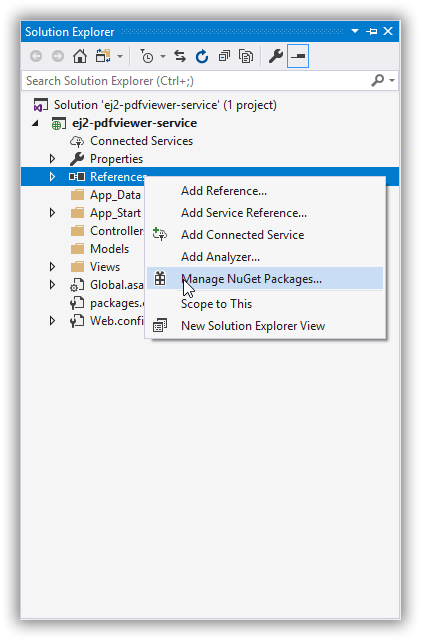 Solution Explorer
Search Solution Explorer (Ctrl+;)
Solution 'ej2-pdfviewer-service' (1 project)
ej2-pdfviewer-service
Connected Services
Properties
References
App_Data
App_Start
Controllers
Models
Views
Global.asa
packages.c
Web.confi
Add Reference...
Add Service Reference...
Add Connected Service
Add Analyzer...
Manage NuGet Packages...
Scope to This
New Solution Explorer View